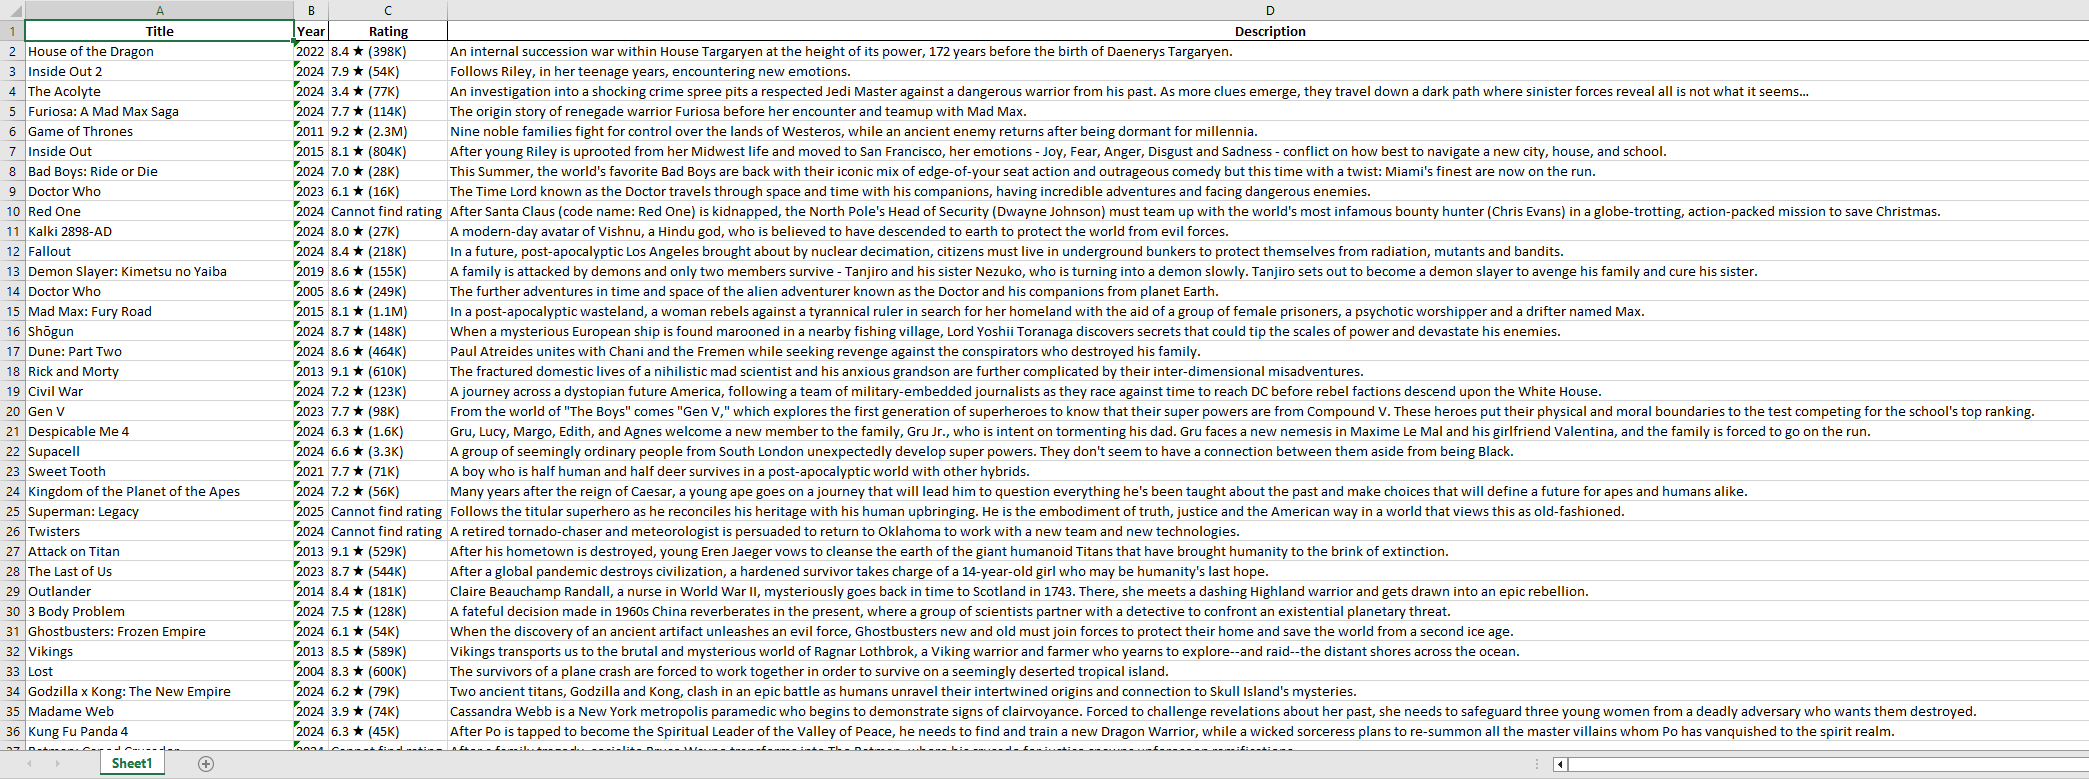 A B C D
1 Title Year Rating Description
2 House of the Dragon 2022 8.4 ★ (398K) An internal succession war within House Targaryen at the height of its power, 172 years before the birth of Daenerys Targaryen.
3 Inside Out 2 2024 7.9 ★ (54K) Follows Riley, in her teenage years, encountering new emotions.
4 The Acolyte 2024 3.4 ★ (77K) An investigation into a shocking crime spree pits a respected Jedi Master against a dangerous warrior from his past. As more clues emerge, they travel down a dark path where sinister forces reveal all is not what it seems...
5 Furiosa: A Mad Max Saga 2024 7.7 ★ (114K) The origin story of renegade warrior Furiosa before her encounter and teamup with Mad Max.
6 Game of Thrones 2011 9.2 ★ (2.3M) Nine noble families fight for control over the lands of Westeros, while an ancient enemy returns after being dormant for millennia.
7 Inside Out 2015 8.1 ★ (804K) After young Riley is uprooted from her Midwest life and moved to San Francisco, her emotions - Joy, Fear, Anger, Disgust and Sadness - conflict on how best to navigate a new city, house, and school.
8 Bad Boys: Ride or Die 2024 7.0 ★ (28K) This Summer, the world's favorite Bad Boys are back with their iconic mix of edge-of-your seat action and outrageous comedy but this time with a twist: Miami's finest are now on the run.
9 Doctor Who 2023 6.1 ★ (16K) The Time Lord known as the Doctor travels through space and time with his companions, having incredible adventures and facing dangerous enemies.
10 Red One 2024 Cannot find rating After Santa Claus (code name: Red One) is kidnapped, the North Pole's Head of Security (Dwayne Johnson) must team up with the world's most infamous bounty hunter (Chris Evans) in a globe-trotting, action-packed mission to save Christmas.
11 Kalki 2898-AD 2024 8.0 ★ (27K) A modern-day avatar of Vishnu, a Hindu god, who is believed to have descended to earth to protect the world from evil forces.
12 Fallout 2024 8.4 ★ (218K) In a future, post-apocalyptic Los Angeles brought about by nuclear decimation, citizens must live in underground bunkers to protect themselves from radiation, mutants and bandits.
13 Demon Slayer: Kimetsu no Yaiba 2019 8.6 ★ (155K) A family is attacked by demons and only two members survive - Tanjiro and his sister Nezuko, who is turning into a demon slowly. Tanjiro sets out to become a demon slayer to avenge his family and cure his sister.
14 Doctor Who 2005 8.6 ★ (249K) The further adventures in time and space of the alien adventurer known as the Doctor and his companions from planet Earth.
15 Mad Max: Fury Road 2015 8.1 ★ (1.1M) In a post-apocalyptic wasteland, a woman rebels against a tyrannical ruler in search for her homeland with the aid of a group of female prisoners, a psychotic worshipper and a drifter named Max.
16 Shōgun 2024 8.7 ★ (148K) When a mysterious European ship is found marooned in a nearby fishing village, Lord Yoshii Toranaga discovers secrets that could tip the scales of power and devastate his enemies.
17 Dune: Part Two 2024 8.6 ★ (464K) Paul Atreides unites with Chani and the Fremen while seeking revenge against the conspirators who destroyed his family.
18 Rick and Morty 2013 9.1 ★ (610K) The fractured domestic lives of a nihilistic mad scientist and his anxious grandson are further complicated by their inter-dimensional misadventures.
19 Civil War 2024 7.2 ★ (123K) A journey across a dystopian future America, following a team of military-embedded journalists as they race against time to reach DC before rebel factions descend upon the White House.
20 Gen V 2023 7.7 ★ (98K) From the world of "The Boys" comes "Gen V," which explores the first generation of superheroes to know that their super powers are from Compound V. These heroes put their physical and moral boundaries to the test competing for the school's top ranking.
21 Despicable Me 4 2024 6.3 ★ (1.6K) Gru, Lucy, Margo, Edith, and Agnes welcome a new member to the family, Gru Jr., who is intent on tormenting his dad. Gru faces a new nemesis in Maxime Le Mal and his girlfriend Valentina, and the family is forced to go on the run.
22 Supacell 2024 6.6 ★ (3.3K) A group of seemingly ordinary people from South London unexpectedly develop super powers. They don't seem to have a connection between them aside from being Black.
23 Sweet Tooth 2021 7.7 ★ (71K) A boy who is half human and half deer survives in a post-apocalyptic world with other hybrids.
24 Kingdom of the Planet of the Apes 2024 7.2 ★ (56K) Many years after the reign of Caesar, a young ape goes on a journey that will lead him to question everything he's been taught about the past and make choices that will define a future for apes and humans alike.
25 Superman: Legacy 2025 Cannot find rating Follows the titular superhero as he reconciles his heritage with his human upbringing. He is the embodiment of truth, justice and the American way in a world that views this as old-fashioned.
26 Twisters 2024 Cannot find rating A retired tornado-chaser and meteorologist is persuaded to return to Oklahoma to work with a new team and new technologies.
27 Attack on Titan 2013 9.1 ★ (529K) After his hometown is destroyed, young Eren Jaeger vows to cleanse the earth of the giant humanoid Titans that have brought humanity to the brink of extinction.
28 The Last of Us 2023 8.7 ★ (544K) After a global pandemic destroys civilization, a hardened survivor takes charge of a 14-year-old girl who may be humanity's last hope.
29 Outlander 2014 8.4 ★ (181K) Claire Beauchamp Randall, a nurse in World War II, mysteriously goes back in time to Scotland in 1743. There, she meets a dashing Highland warrior and gets drawn into an epic rebellion.
30 3 Body Problem 2024 7.5 ★ (128K) A fateful decision made in 1960s China reverberates in the present, where a group of scientists partner with a detective to confront an existential planetary threat.
31 Ghostbusters: Frozen Empire 2024 6.1 ★ (54K) When the discovery of an ancient artifact unleashes an evil force, Ghostbusters new and old must join forces to protect their home and save the world from a second ice age.
32 Vikings 2013 8.5 ★ (589K) Vikings transports us to the brutal and mysterious world of Ragnar Lothbrok, a Viking warrior and farmer who yearns to explore--and raid--the distant shores across the ocean.
33 Lost 2004 8.3 ★ (600K) The survivors of a plane crash are forced to work together in order to survive on a seemingly deserted tropical island.
34 Godzilla x Kong: The New Empire 2024 6.2 ★ (79K) Two ancient titans, Godzilla and Kong, clash in an epic battle as humans unravel their intertwined origins and connection to Skull Island's mysteries.
35 Madame Web 2024 3.9 ★ (74K) Cassandra Webb is a New York metropolis paramedic who begins to demonstrate signs of clairvoyance. Forced to challenge revelations about her past, she needs to safeguard three young women from a deadly adversary who wants them destroyed.
36 Kung Fu Panda 4 2024 6.3 ★ (45K) After Po is tapped to become the Spiritual Leader of the Valley of Peace, he needs to find and train a new Dragon Warrior, while a wicked sorceress plans to re-summon all the master villains whom Po has vanquished to the spirit realm.
Sheet1